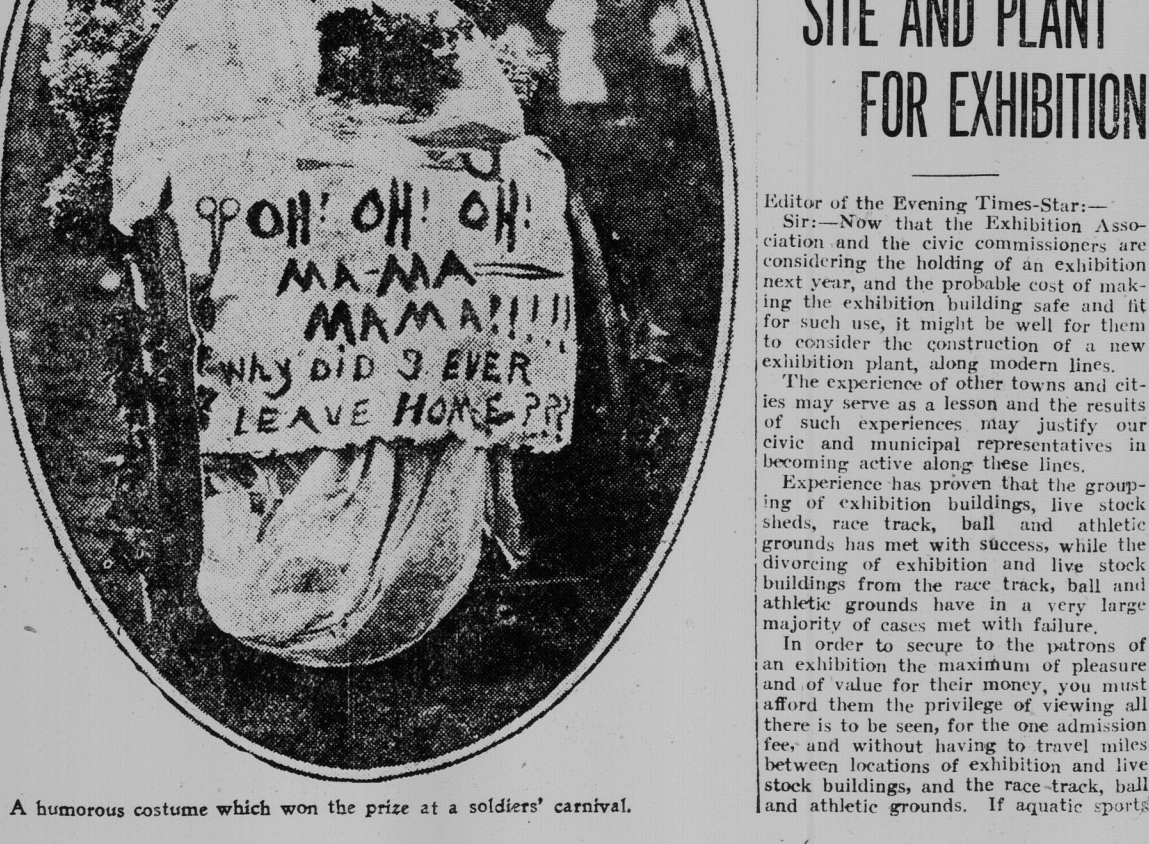 OH! OH! OH!
MA-MA
MAMA!!!!!
Why DID I EVER
LEAVE HOME???
A humorous costume which won the prize at a soldiers' carnival.
SITE AND PLANT
FOR EXHIBITION
Editor of the Evening Times-Star:—
Sir:—Now that the Exhibition Asso-
ciation and the civic commissioners are
considering the holding of an exhibition
next year, and the probable cost of mak-
ing the exhibition building safe and fit
for such use, it might be well for them
to consider the construction of a new
exhibition plant, along modern lines.
The experience of other towns and cit-
ies may serve as a lesson and the results
of such experiences may justify our
civic and municipal representatives in
becoming active along these lines.
Experience has proven that the group-
ing of exhibition buildings, live stock
sheds, race track, ball and athletic
grounds has met with success, while the
divorcing of exhibition and live stock
buildings from the race track, ball and
athletic grounds have in a very large
majority of cases met with failure.
In order to secure to the patrons of
an exhibition the maximum of pleasure
and of value for their money, you must
afford them the privilege of viewing all
there is to be seen, for the one admission
fee, and without having to travel miles
between locations of exhibition and live
stock buildings, and the race track, ball
and athletic grounds. If aquatic sports